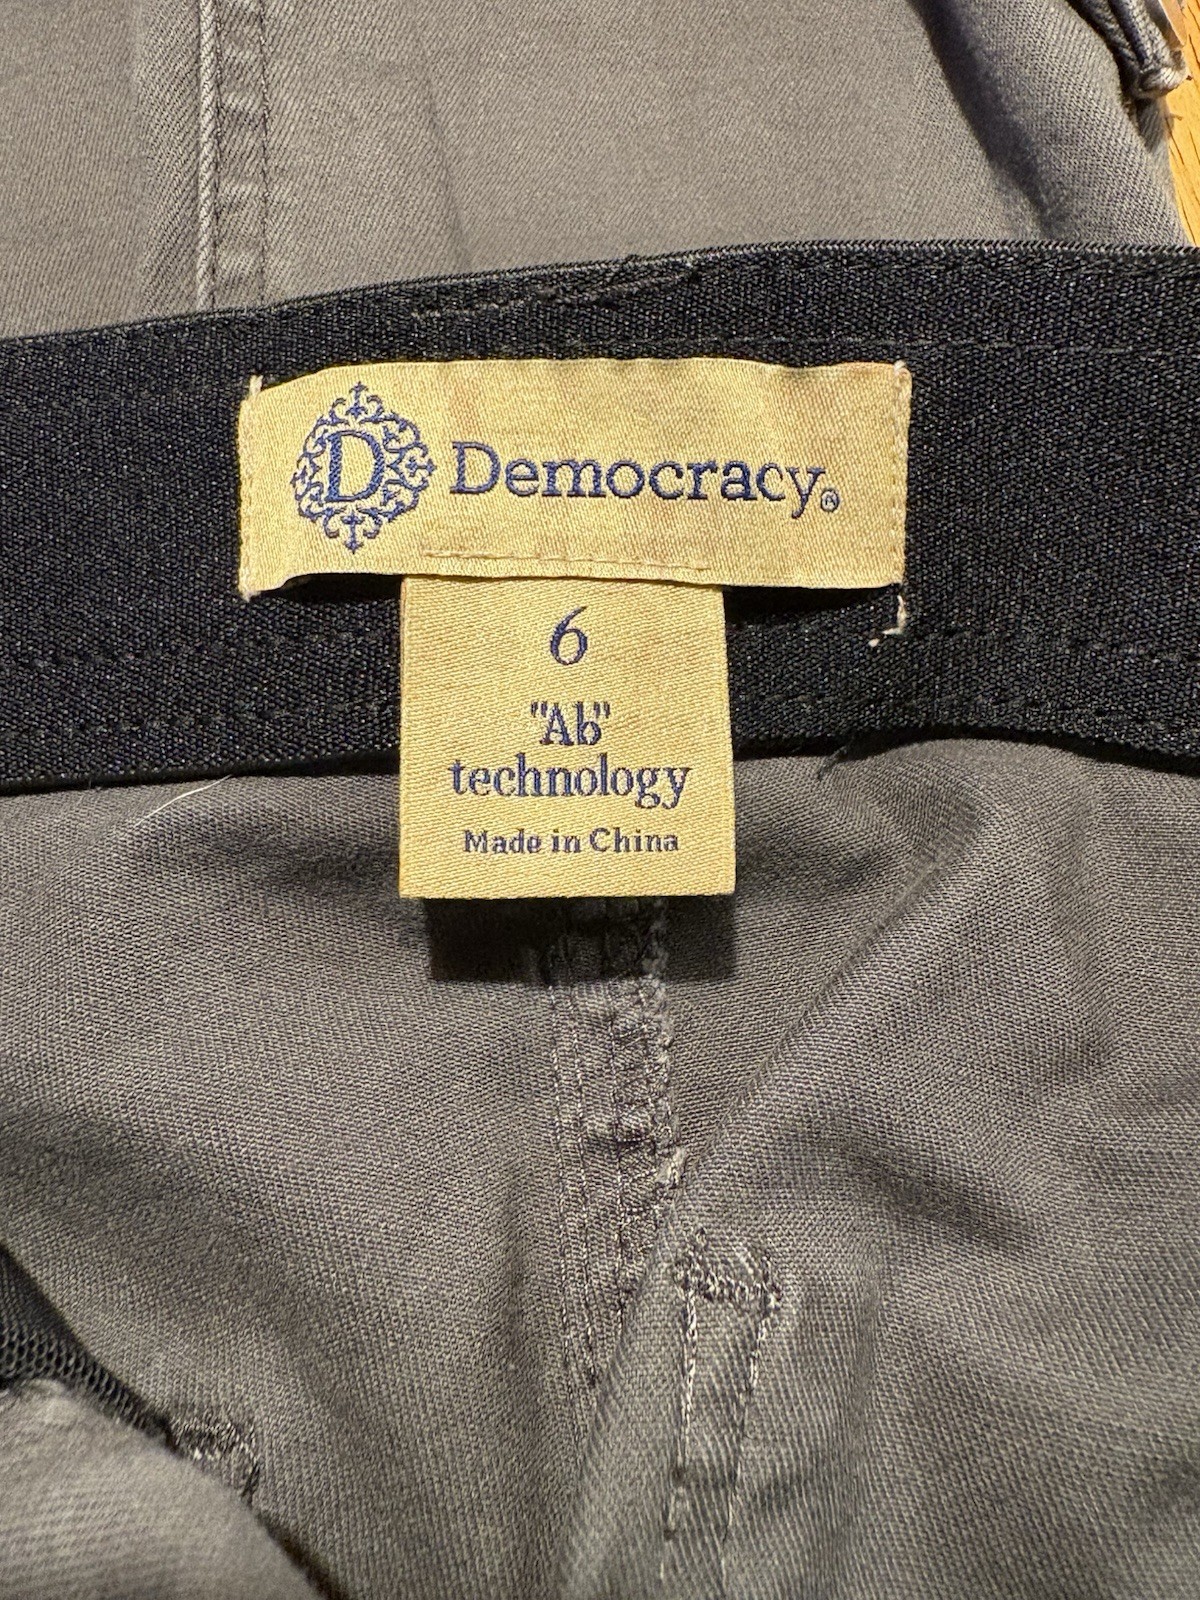 D Democracy®
6
"Ab"
technology
Made in China